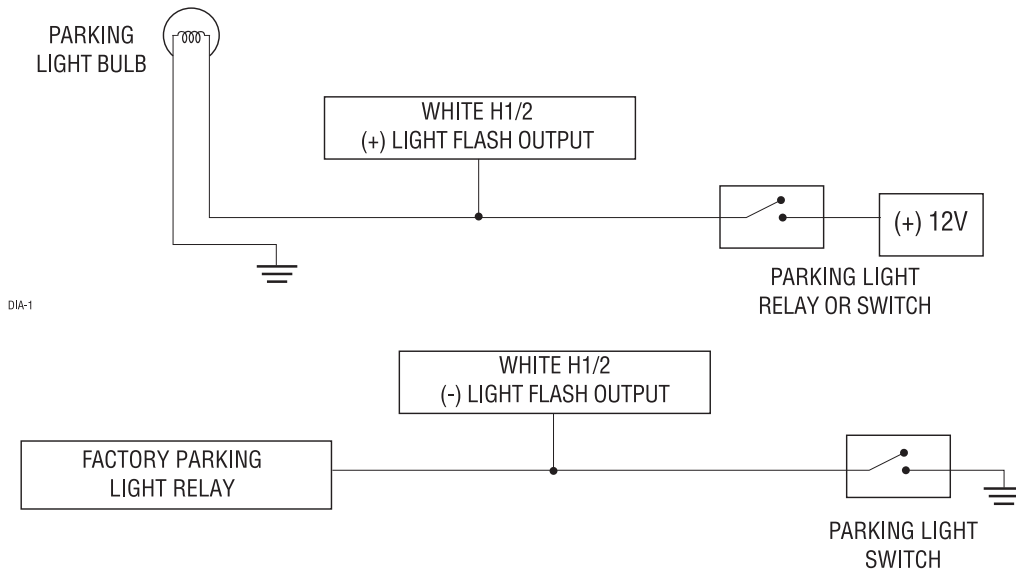 PARKING
LIGHT BULB
WHITE H1/2
(+) LIGHT FLASH OUTPUT
(+) 12V
PARKING LIGHT
RELAY OR SWITCH
DIA-1
WHITE H1/2
(-) LIGHT FLASH OUTPUT
FACTORY PARKING
LIGHT RELAY
PARKING LIGHT
SWITCH